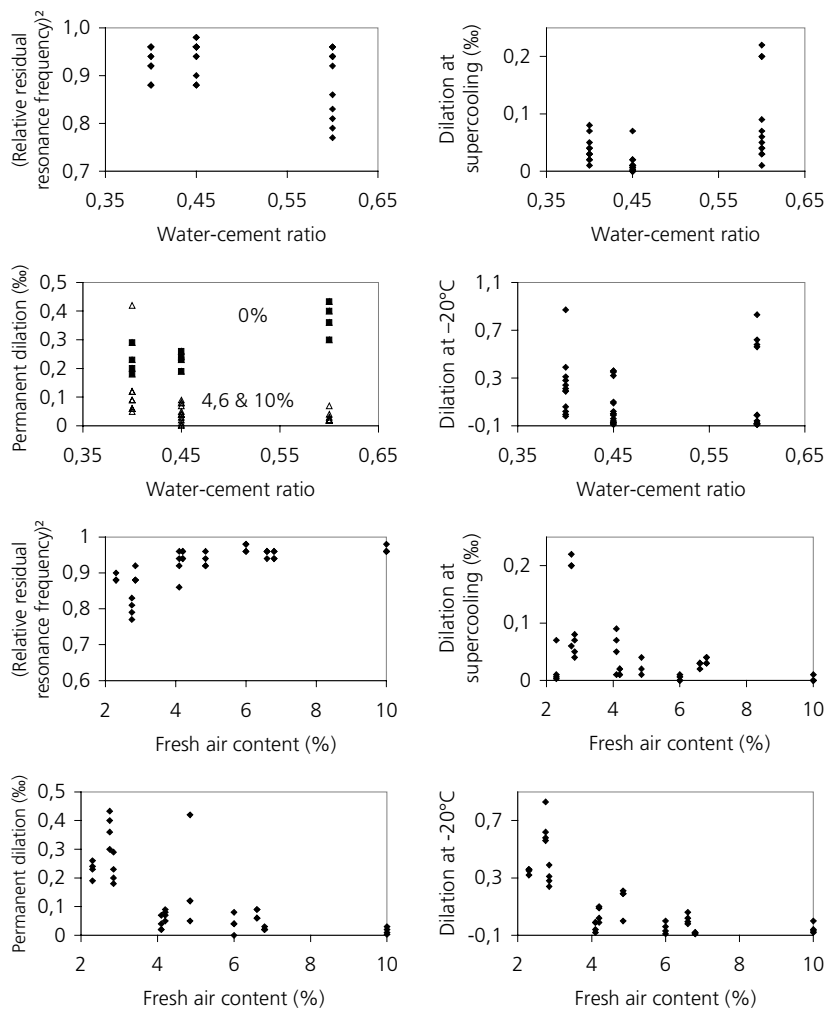 (Relative residual
resonance frequency)²
1,0
0,9
0,8
0,7
0,35 0,45 0,55 0,65
Water-cement ratio
Dilation at
supercooling (‰)
0,2
0,1
0
0,35 0,45 0,55 0,65
Water-cement ratio
Permanent dilation (‰)
0,5
0,4
0,3
0,2
0,1
0
0%
4,6 & 10%
0,35 0,45 0,55 0,65
Water-cement ratio
Dilation at –20°C
1,1
0,7
0,3
-0,1
0,35 0,45 0,55 0,65
Water-cement ratio
(Relative residual
resonance frequency)²
1
0,9
0,8
0,7
0,6
2 4 6 8 10
Fresh air content (%)
Dilation at
supercooling (‰)
0,2
0,1
0
2 4 6 8 10
Fresh air content (%)
Permanent dilation (‰)
0,5
0,4
0,3
0,2
0,1
0
2 4 6 8 10
Fresh air content (%)
Dilation at -20°C
0,7
0,3
-0,1
2 4 6 8 10
Fresh air content (%)